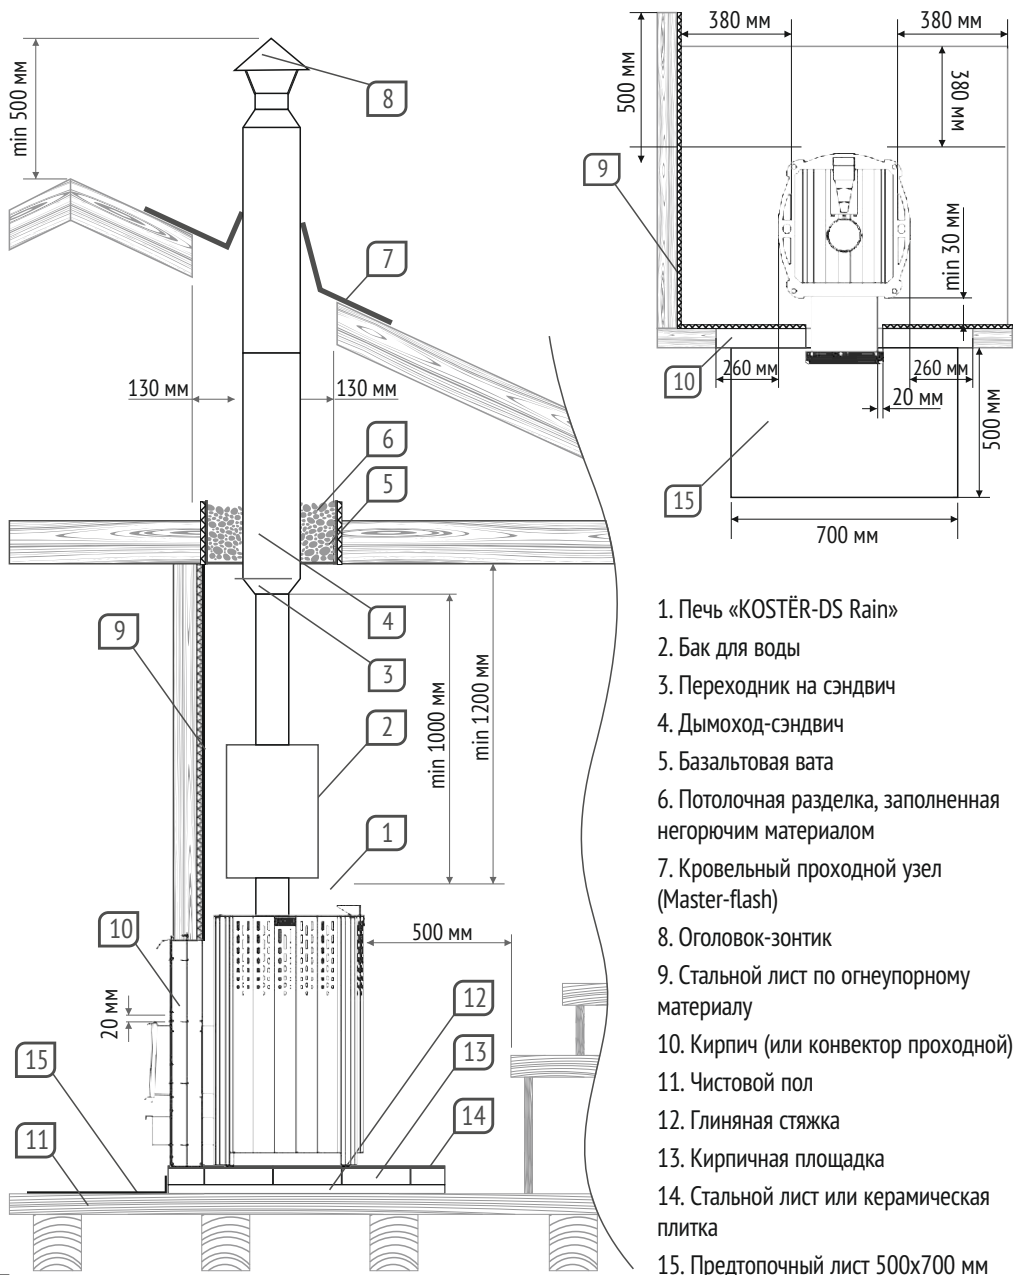 min 500 мм
8
7
130 мм
130 мм
6
5
4
3
9
2
1
min 1000 мм
min 1200 мм
10
500 мм
20 мм
12
15
13
11
14
380 мм
380 мм
500 мм
380 мм
9
min 30 мм
10
260 мм
260 мм
20 мм
500 мм
15
700 мм
1. Печь «KOSTЁR-DS Rain»
2. Бак для воды
3. Переходник на сэндвич
4. Дымоход-сэндвич
5. Базальтовая вата
6. Потолочная разделка, заполненная
негорючим материалом
7. Кровельный проходной узел
(Master-flash)
8. Оголовок-зонтик
9. Стальной лист по огнеупорному
материалу
10. Кирпич (или конвектор проходной)
11. Чистовой пол
12. Глиняная стяжка
13. Кирпичная площадка
14. Стальной лист или керамическая
плитка
15. Предтопочный лист 500х700 мм